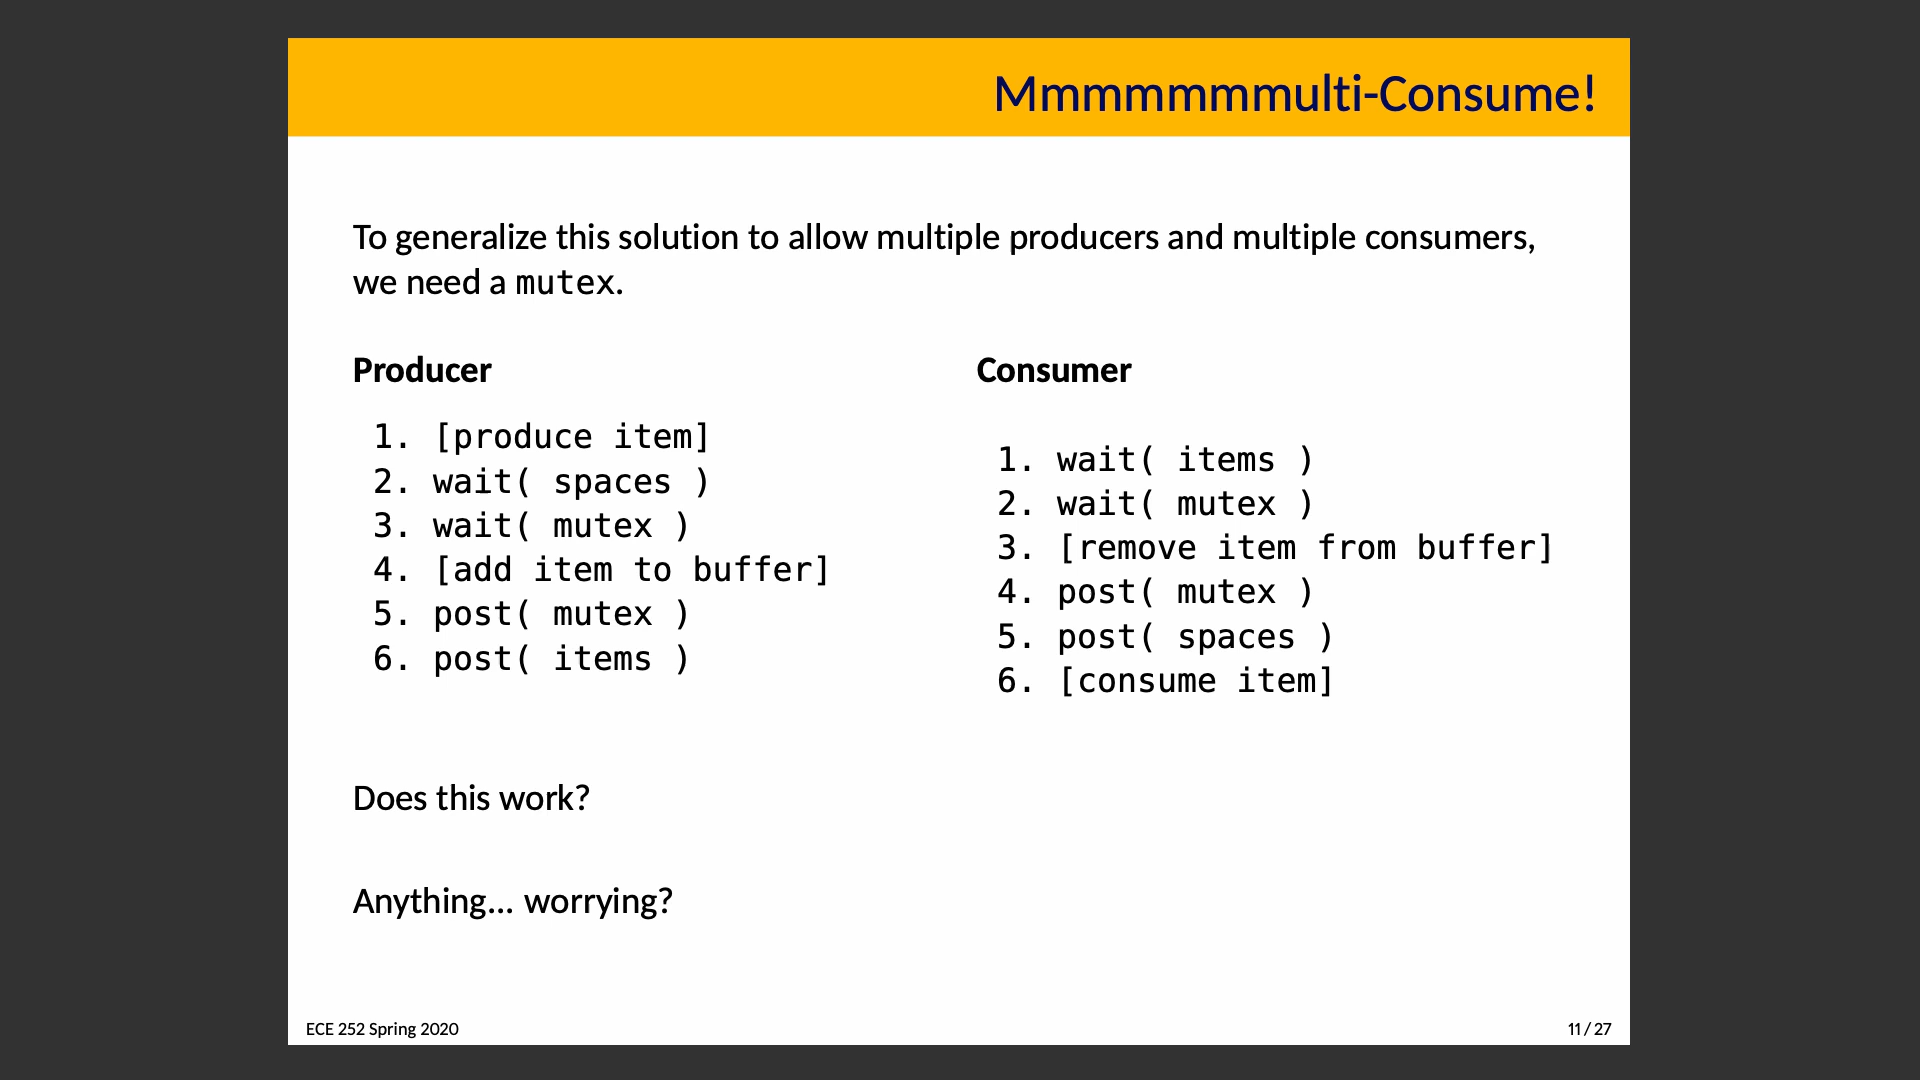 Mmmmmmmulti-Consume!
To generalize this solution to allow multiple producers and multiple consumers,
we need a mutex.
Producer
1. [produce item]
2. wait( spaces )
3. wait( mutex )
4. [add item to buffer]
5. post( mutex )
6. post( items )
Consumer
1. wait( items )
2. wait( mutex )
3. [remove item from buffer]
4. post( mutex )
5. post( spaces )
6. [consume item]
Does this work?
Anything... worrying?
ECE 252 Spring 2020
11 / 27